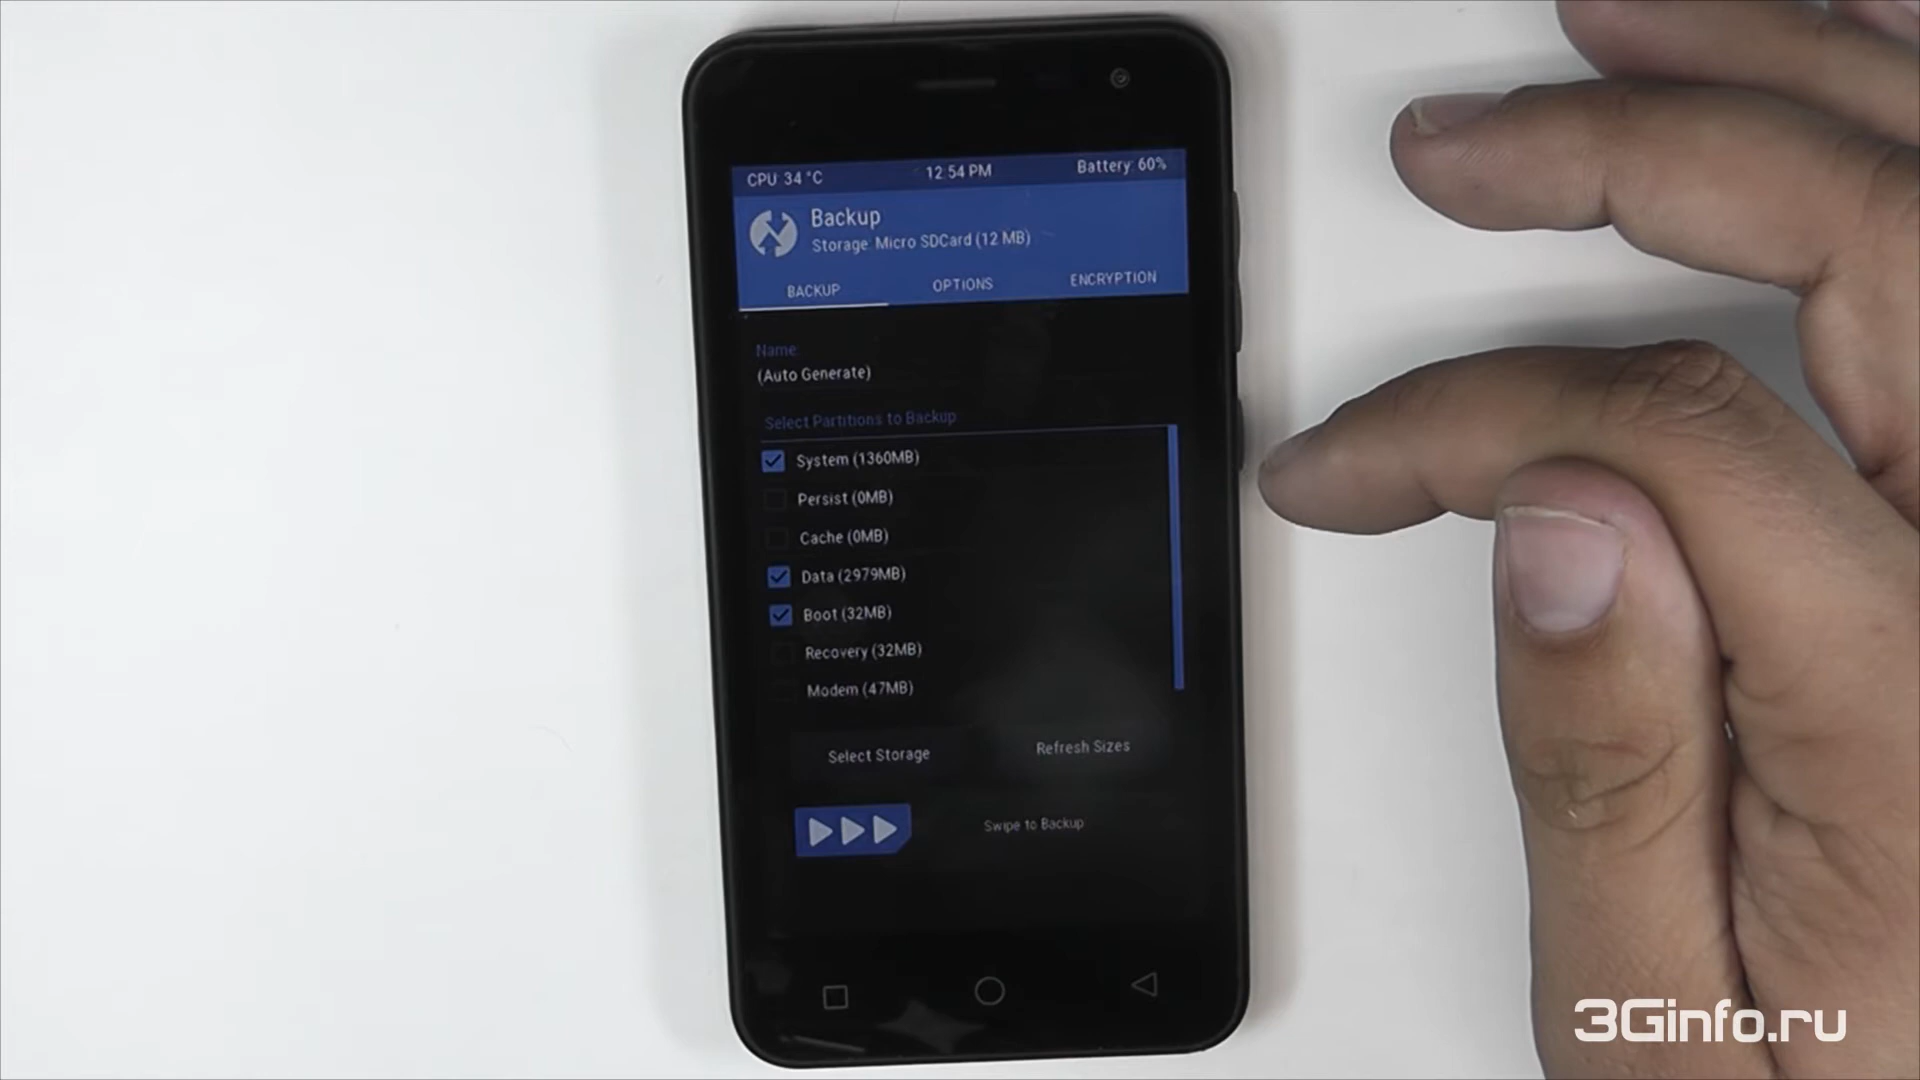 CPU: 34 °C 12:54 PM Battery: 60%
Backup
Storage: Micro SDCard (12 MB)
BACKUP OPTIONS ENCRYPTION
Name:
(Auto Generate)
Select Partitions to Backup
System (1360MB)
Persist (0MB)
Cache (0MB)
Data (2979MB)
Boot (32MB)
Recovery (32MB)
Modem (47MB)
Select Storage Refresh Sizes
Swipe to Backup
3Ginfo.ru